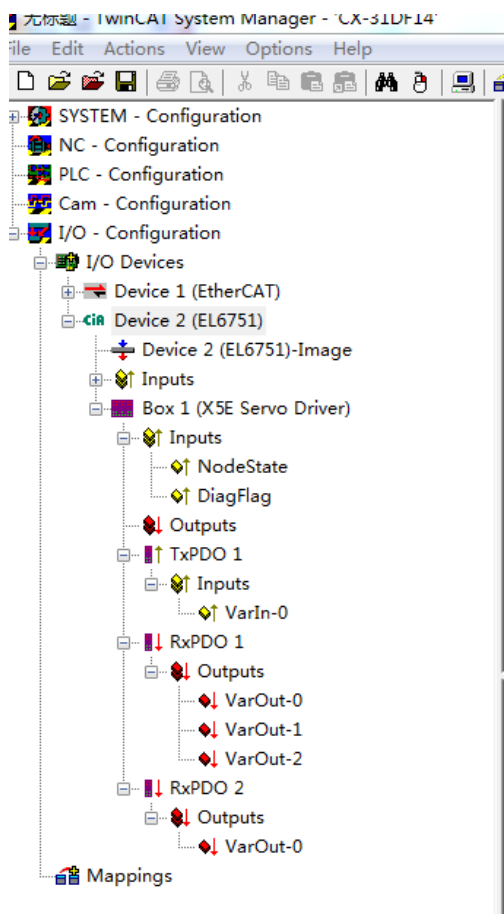 无标题 - TwinCAT System Manager - 'CX-31DF14'
File Edit Actions View Options Help
SYSTEM - Configuration
NC - Configuration
PLC - Configuration
Cam - Configuration
I/O - Configuration
I/O Devices
Device 1 (EtherCAT)
CiA Device 2 (EL6751)
Device 2 (EL6751)-Image
Inputs
Box 1 (X5E Servo Driver)
Inputs
NodeState
DiagFlag
Outputs
TxPDO 1
Inputs
VarIn-0
RxPDO 1
Outputs
VarOut-0
VarOut-1
VarOut-2
RxPDO 2
Outputs
VarOut-0
Mappings